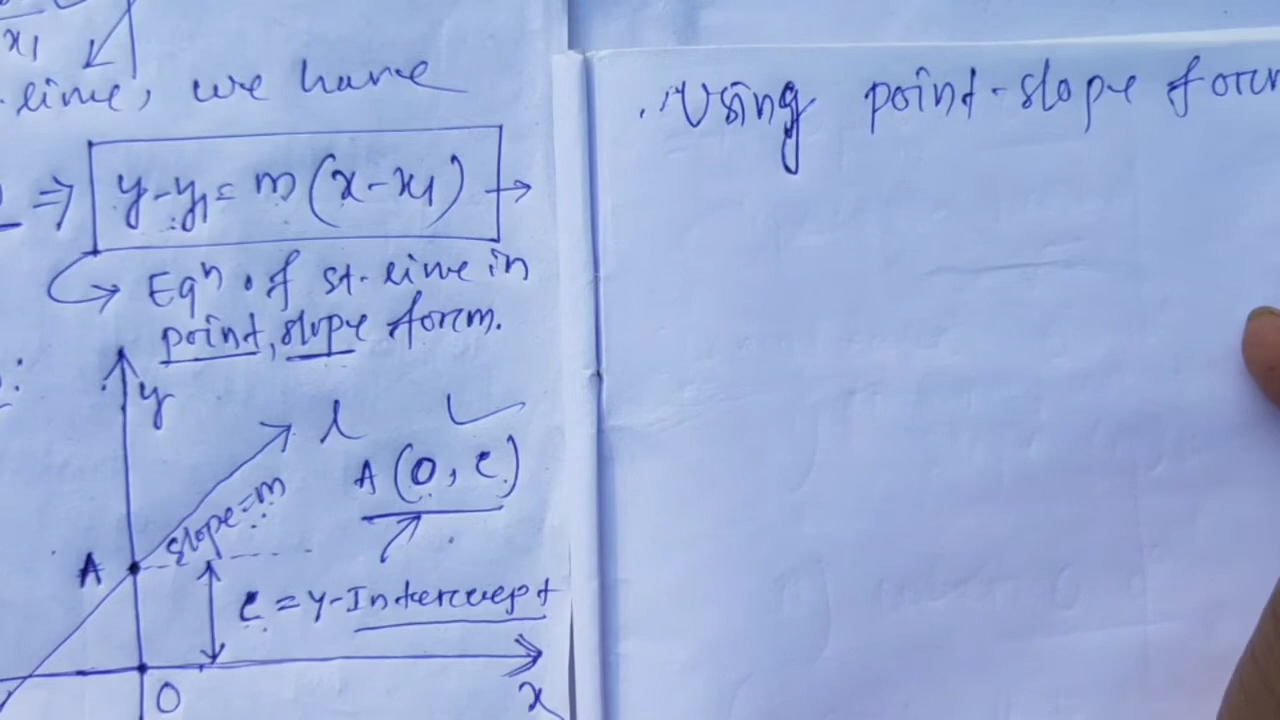 x1
line, we have
⇒ y-y1 = m(x-x1) →
↪ Eqn. of st. line in
point, slope form.
y
l
A (0, c)
slope=m
A
c = y-Intercept
O
x
Using point-slope form